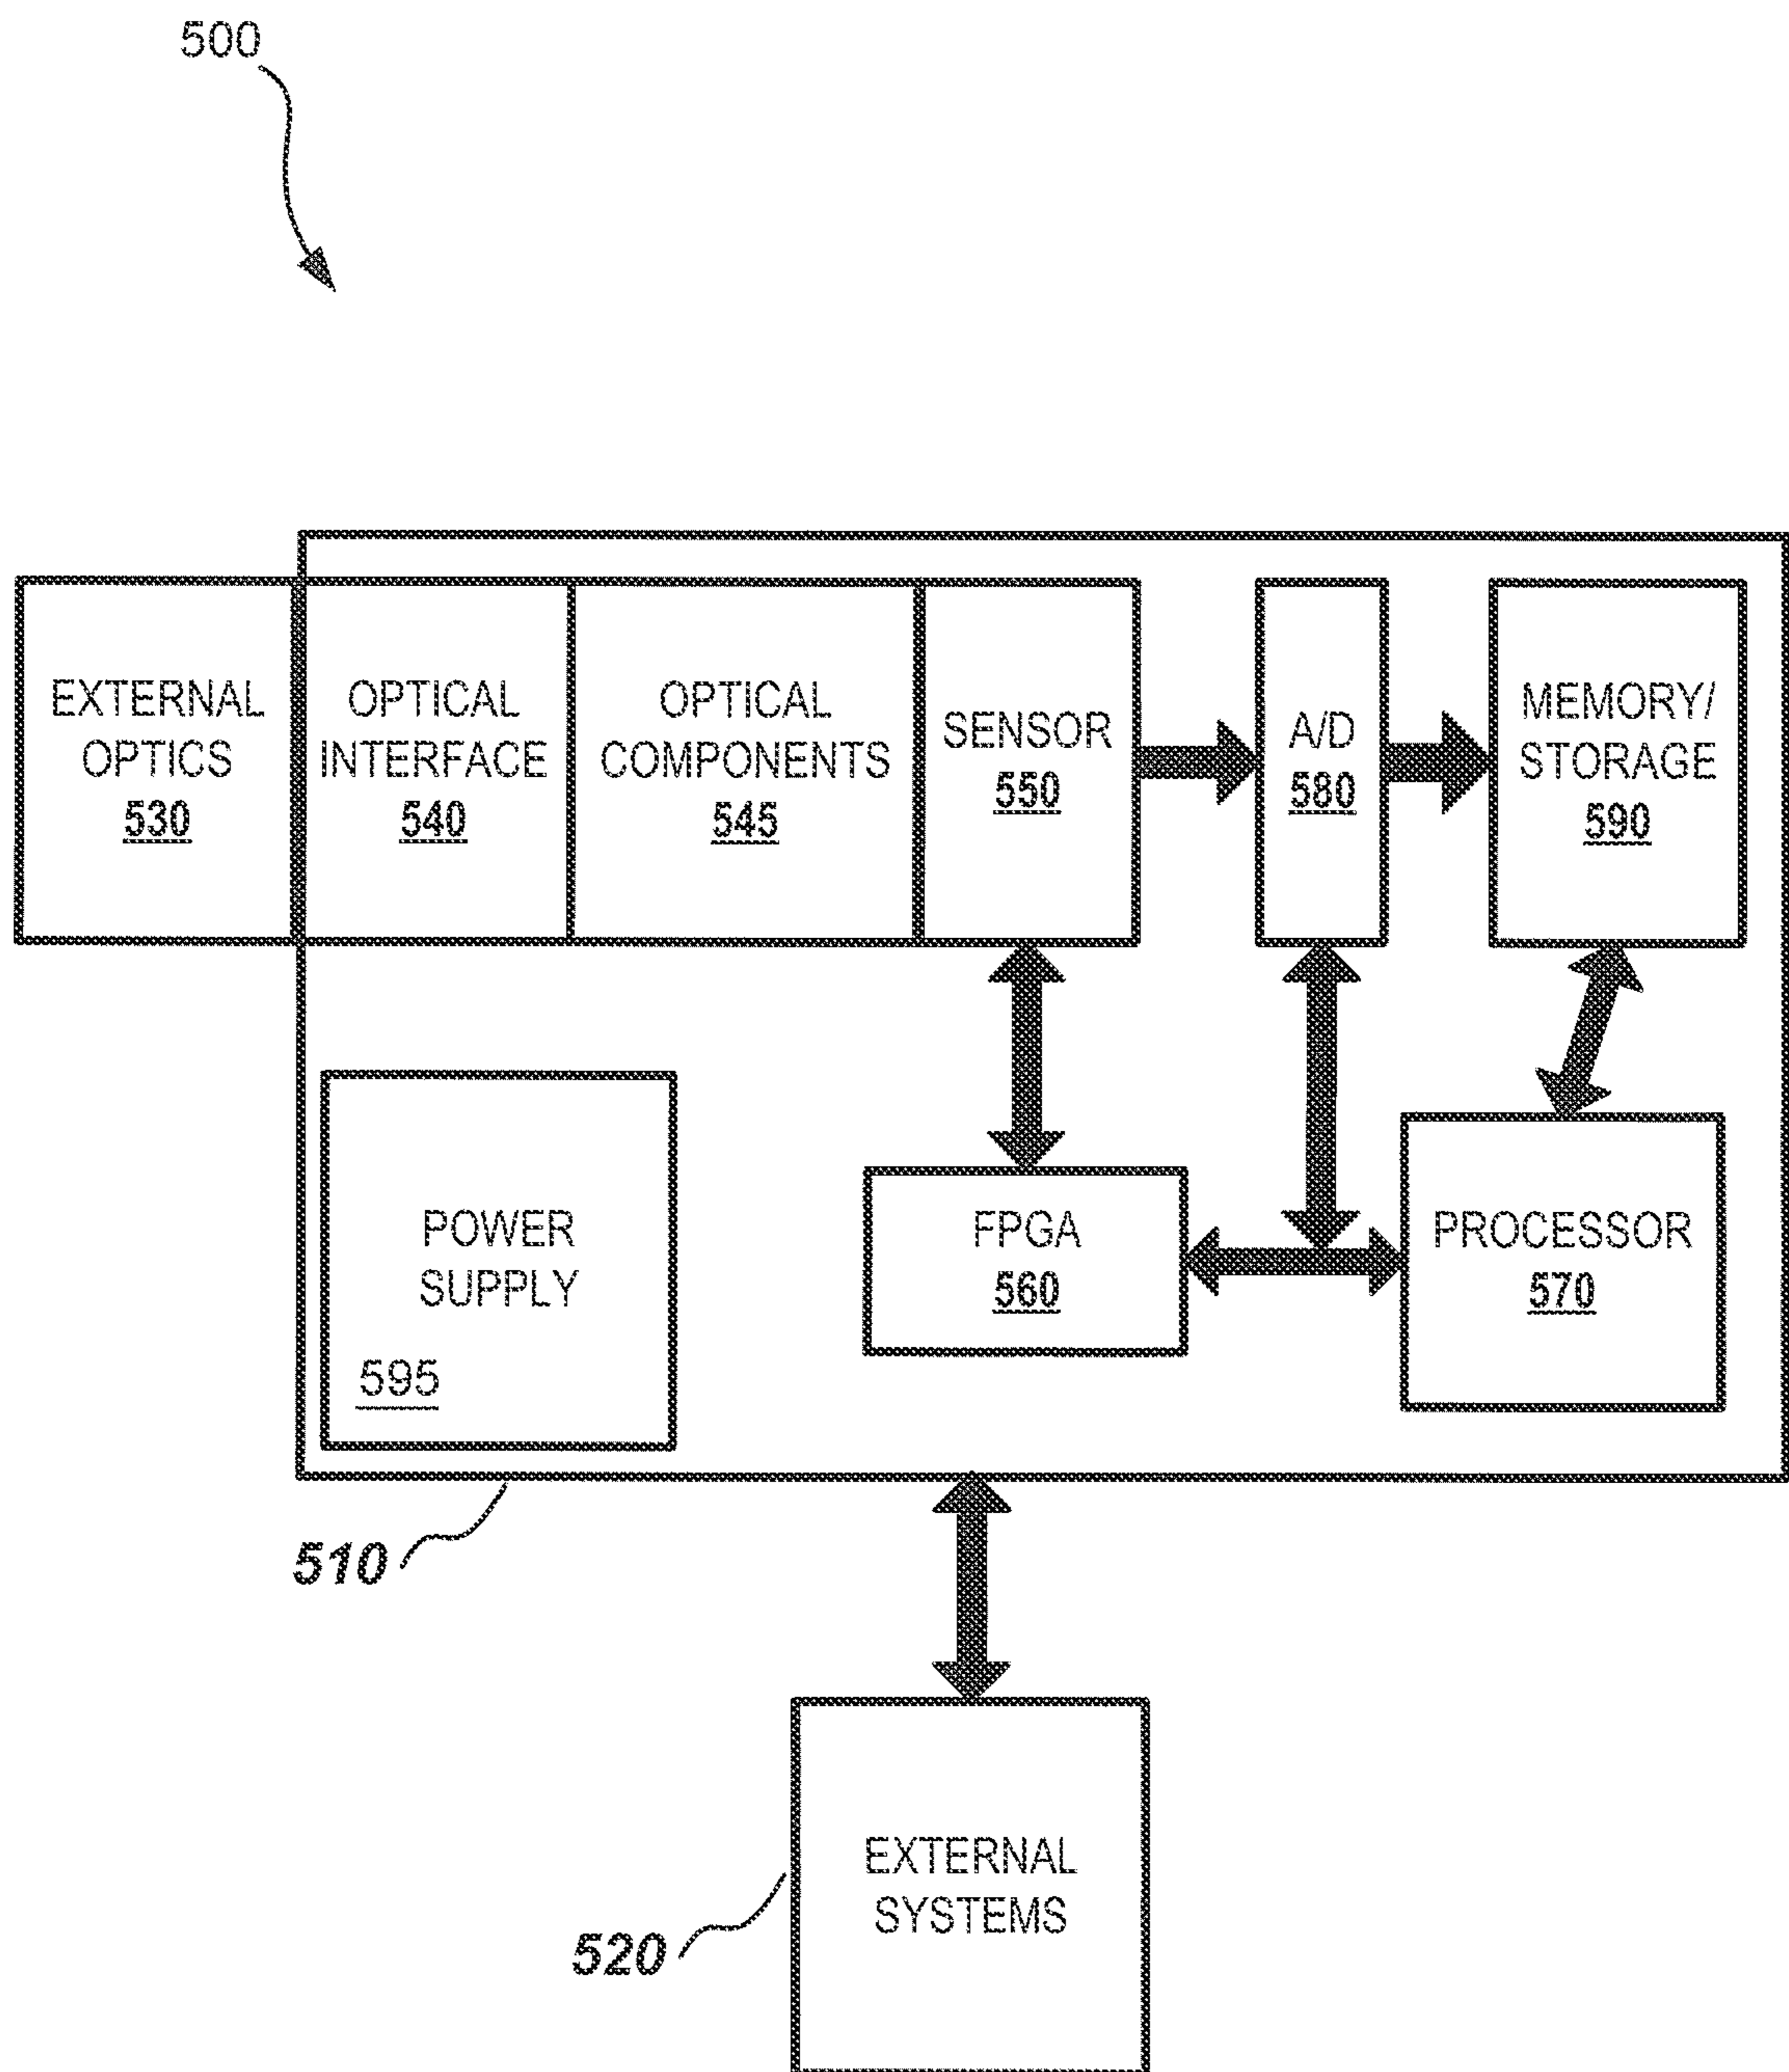 500
EXTERNAL
OPTICS
530
OPTICAL
INTERFACE
540
OPTICAL
COMPONENTS
545
SENSOR
550
A/D
580
MEMORY/
STORAGE
590
POWER
SUPPLY
595
FPGA
560
PROCESSOR
570
510
EXTERNAL
SYSTEMS
520